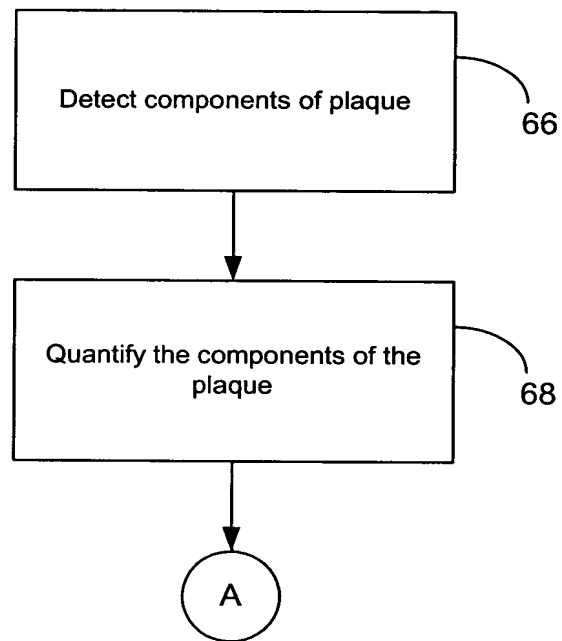 Detect components of plaque
66
Quantify the components of the
plaque
68
A